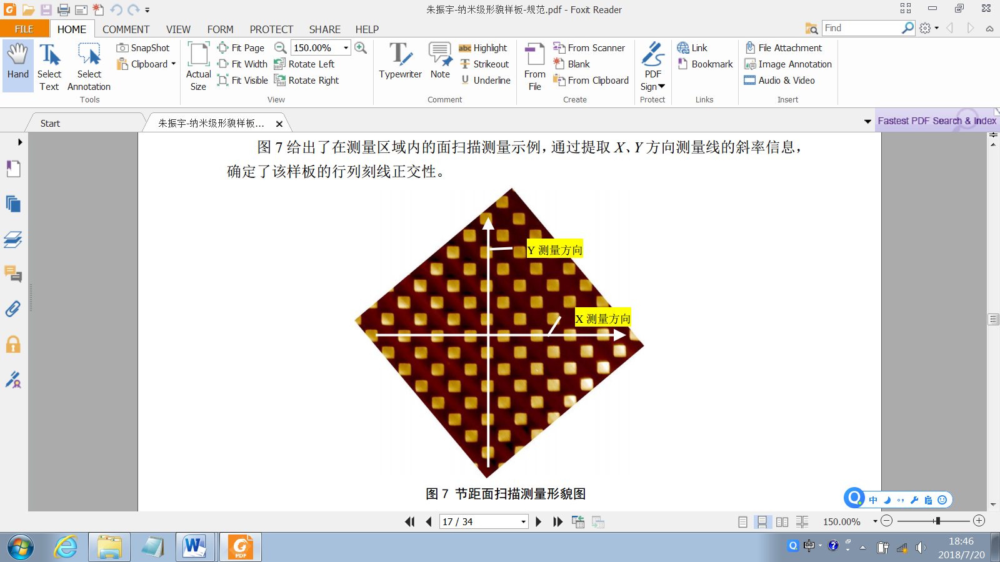 朱振宇-纳米级形貌样板-规范.pdf - Foxit Reader
FILE HOME COMMENT VIEW FORM PROTECT SHARE HELP
Find
Hand
Select Text
Select Annotation
SnapShot
Clipboard
Tools
Actual Size
Fit Page
Fit Width
Fit Visible
150.00%
Rotate Left
Rotate Right
View
Typewriter
Note
abc Highlight
Strikeout
Underline
Comment
From File
From Scanner
Blank
From Clipboard
Create
PDF Sign
Protect
Link
Bookmark
Links
File Attachment
Image Annotation
Audio & Video
Insert
Start
朱振宇-纳米级形貌样板...
Fastest PDF Search & Index
图 7 给出了在测量区域内的面扫描测量示例，通过提取 X、Y 方向测量线的斜率信息，
确定了该样板的行列刻线正交性。
Y 测量方向
X 测量方向
图 7 节距面扫描测量形貌图
中
17 / 34
150.00%
PDF
中
18:46
2018/7/20